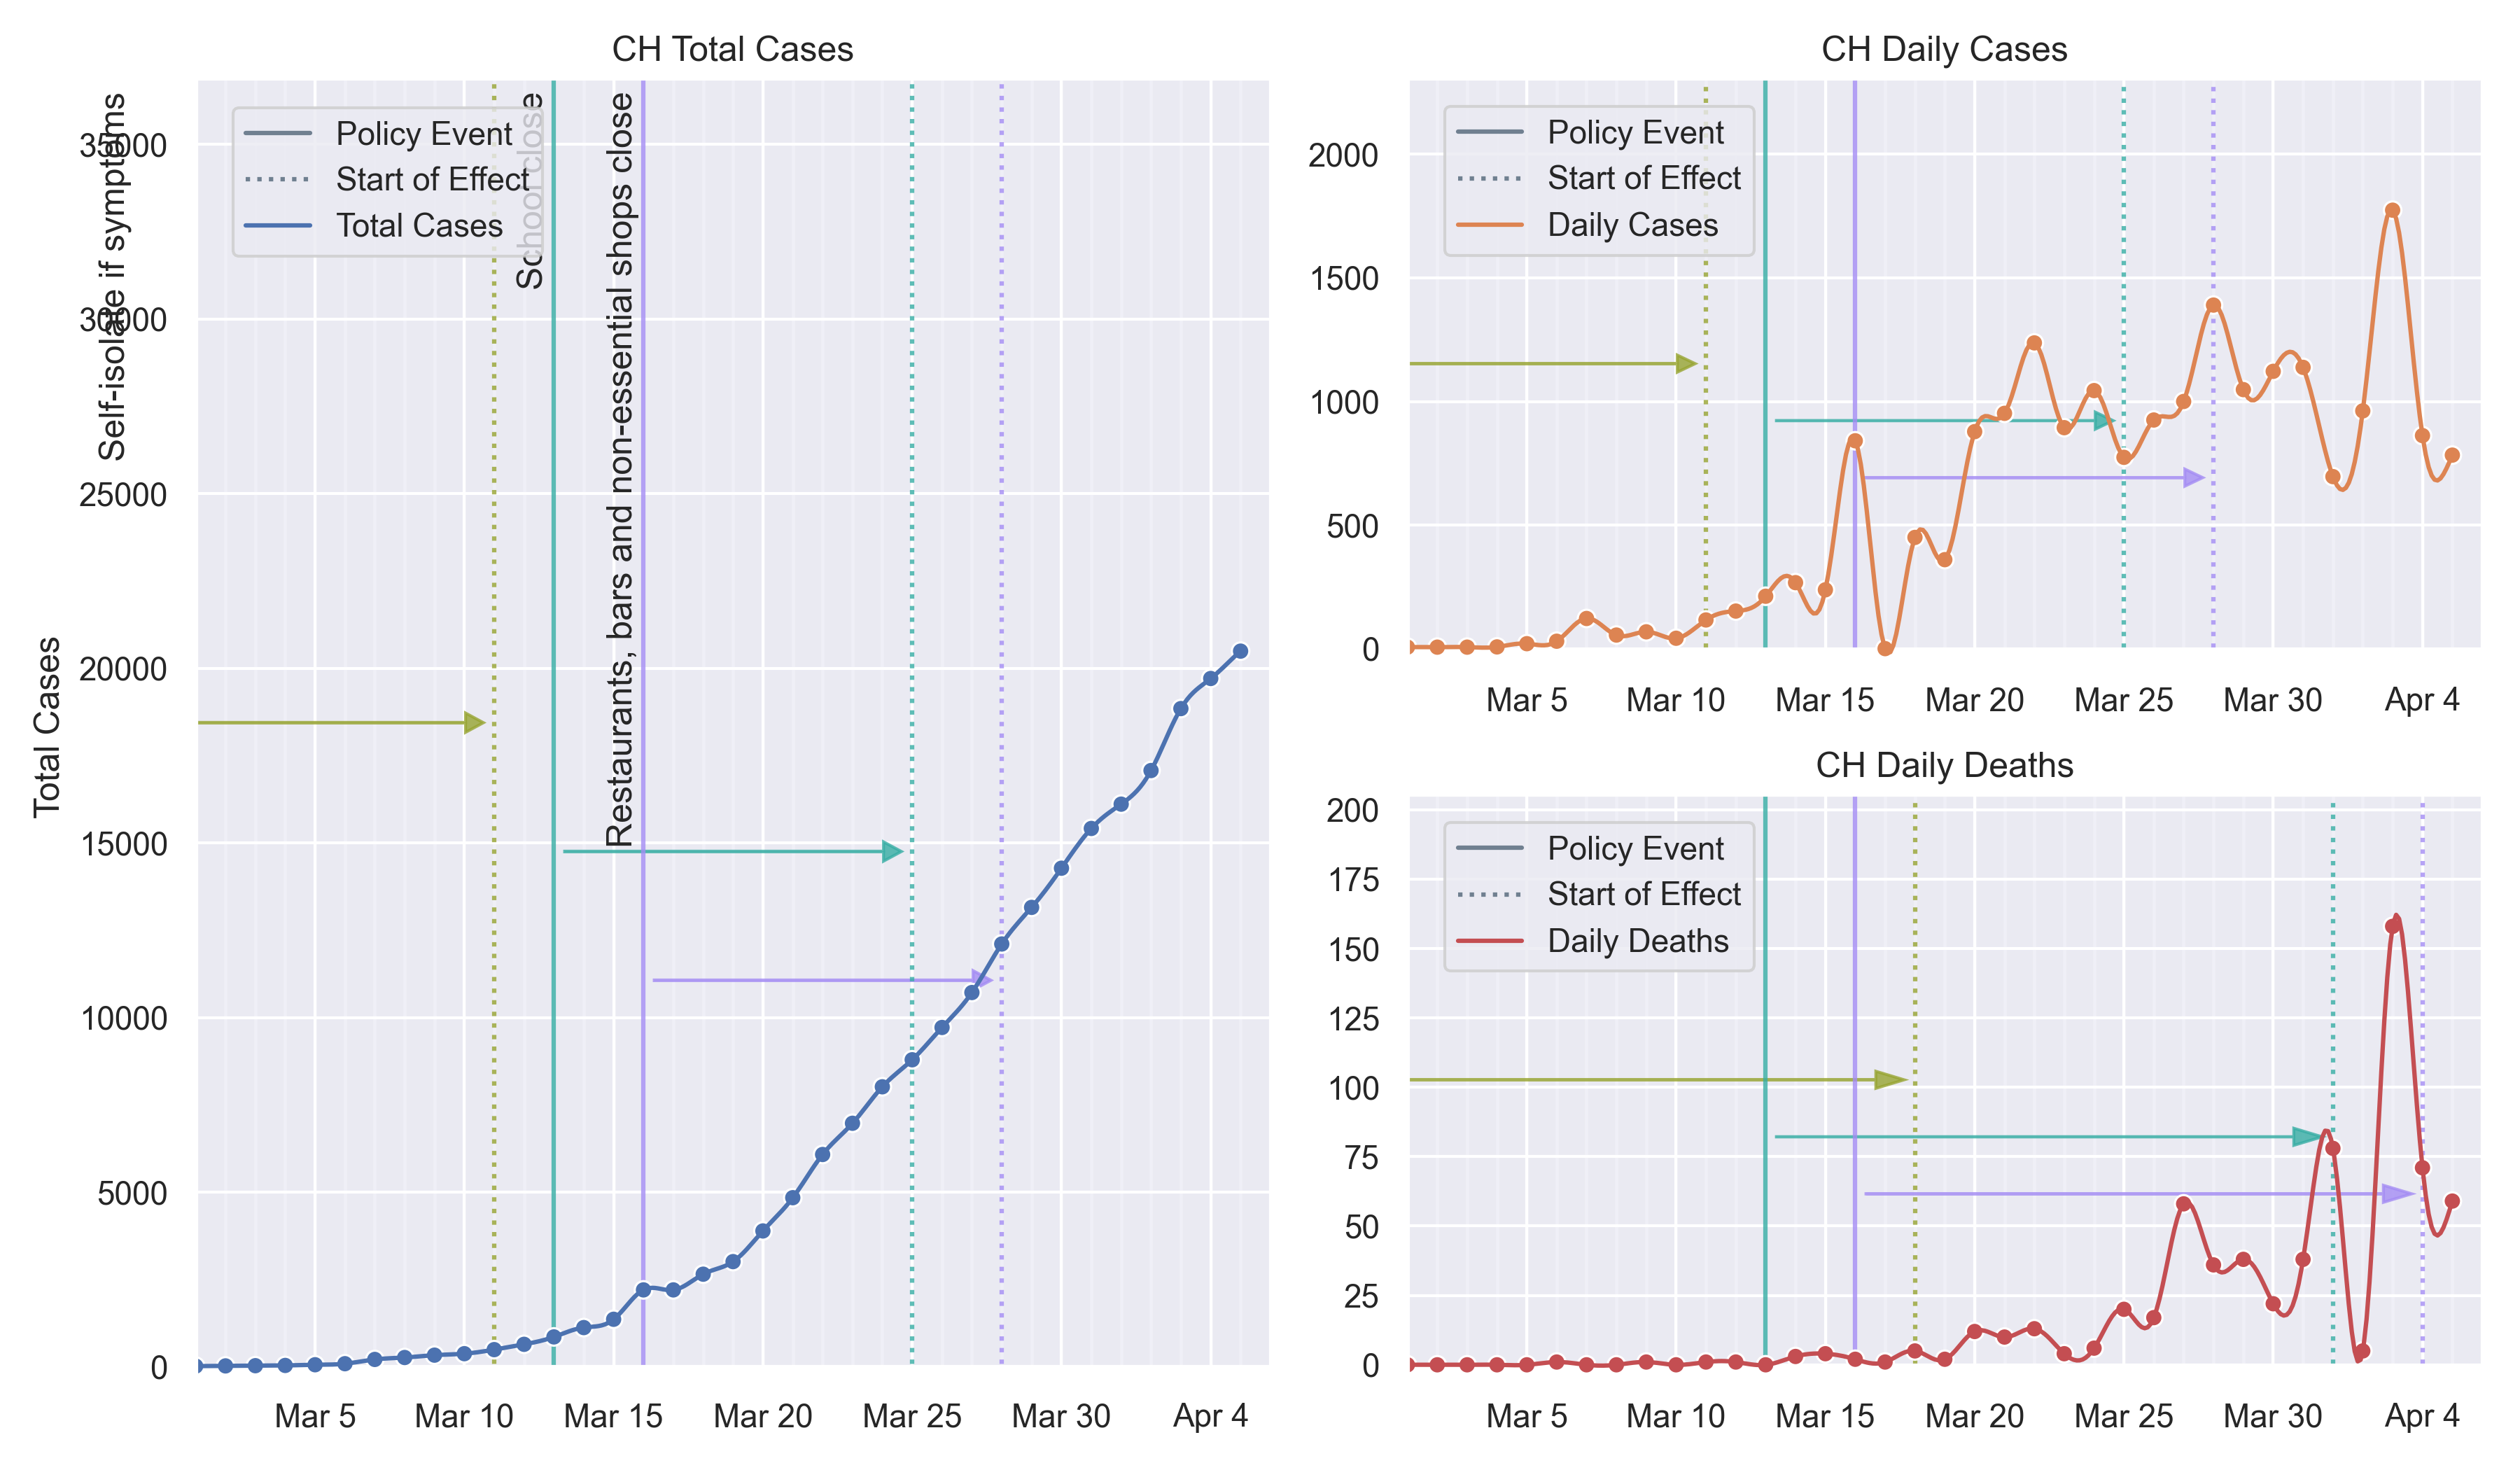 CH Total Cases
Total Cases
35000
30000
25000
20000
15000
10000
5000
0
Self-isolate if symptoms
School close
Restaurants, bars and non-essential shops close
Policy Event
Start of Effect
Total Cases
Mar 5
Mar 10
Mar 15
Mar 20
Mar 25
Mar 30
Apr 4
CH Daily Cases
2000
1500
1000
500
0
Policy Event
Start of Effect
Daily Cases
Mar 5
Mar 10
Mar 15
Mar 20
Mar 25
Mar 30
Apr 4
CH Daily Deaths
200
175
150
125
100
75
50
25
0
Policy Event
Start of Effect
Daily Deaths
Mar 5
Mar 10
Mar 15
Mar 20
Mar 25
Mar 30
Apr 4